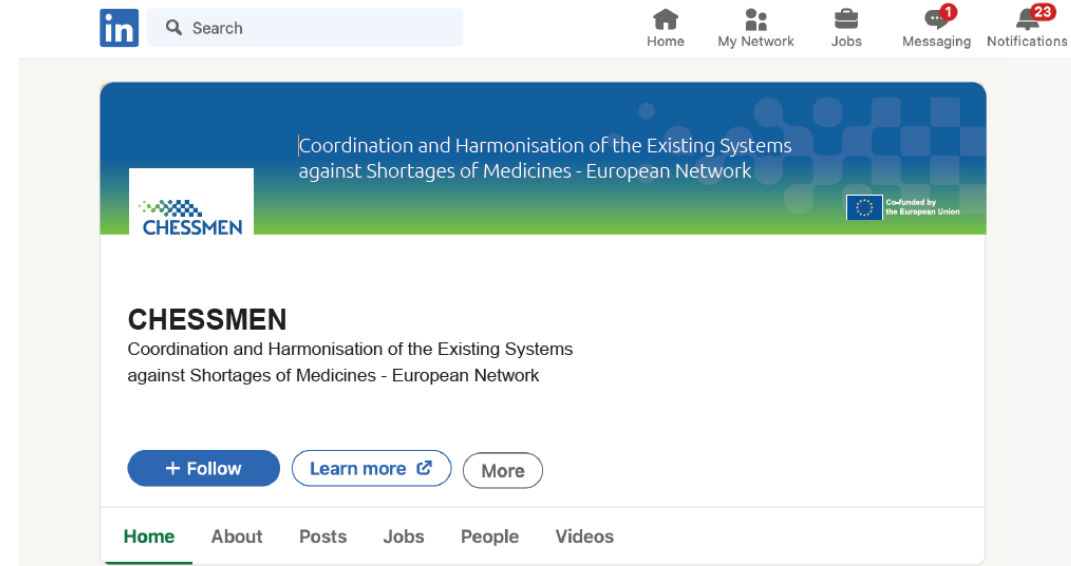 in
Search
Home
My Network
Jobs
1
Messaging
23
Notifications
Coordination and Harmonisation of the Existing Systems
against Shortages of Medicines - European Network
Co-funded by
the European Union
CHESSMEN
CHESSMEN
Coordination and Harmonisation of the Existing Systems
against Shortages of Medicines - European Network
+ Follow
Learn more
More
Home About Posts Jobs People Videos